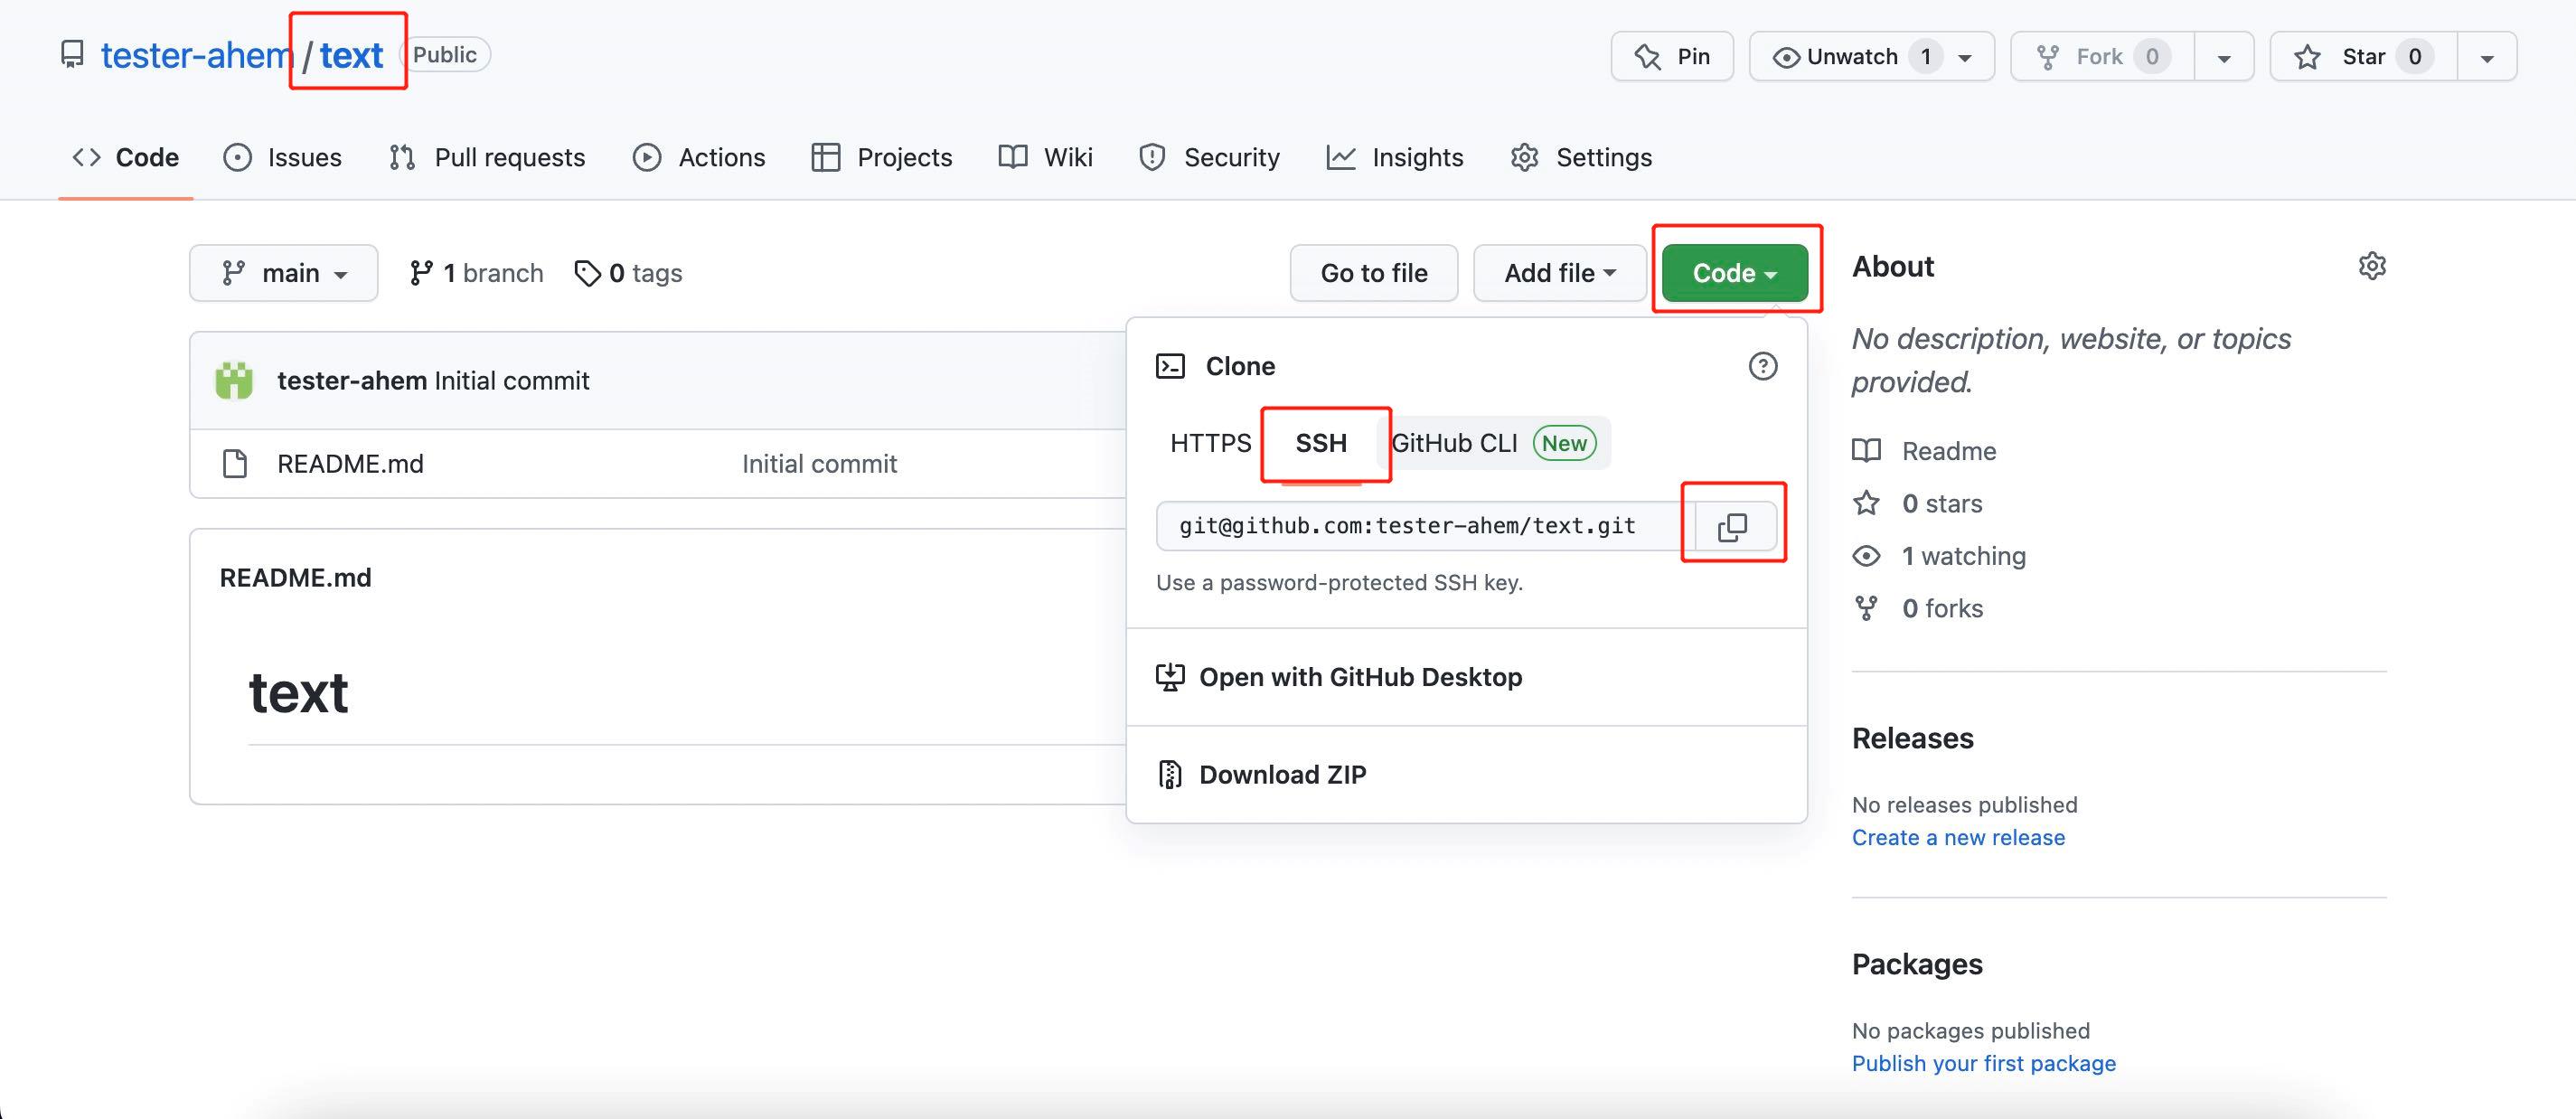 tester-ahem / text Public
Pin
Unwatch 1
Fork 0
Star 0
Code
Issues
Pull requests
Actions
Projects
Wiki
Security
Insights
Settings
main
1 branch
0 tags
Go to file
Add file
Code
tester-ahem Initial commit
README.md Initial commit
README.md
text
Clone
HTTPS
SSH
GitHub CLI New
git@github.com:tester-ahem/text.git
Use a password-protected SSH key.
Open with GitHub Desktop
Download ZIP
About
No description, website, or topics
provided.
Readme
0 stars
1 watching
0 forks
Releases
No releases published
Create a new release
Packages
No packages published
Publish your first package